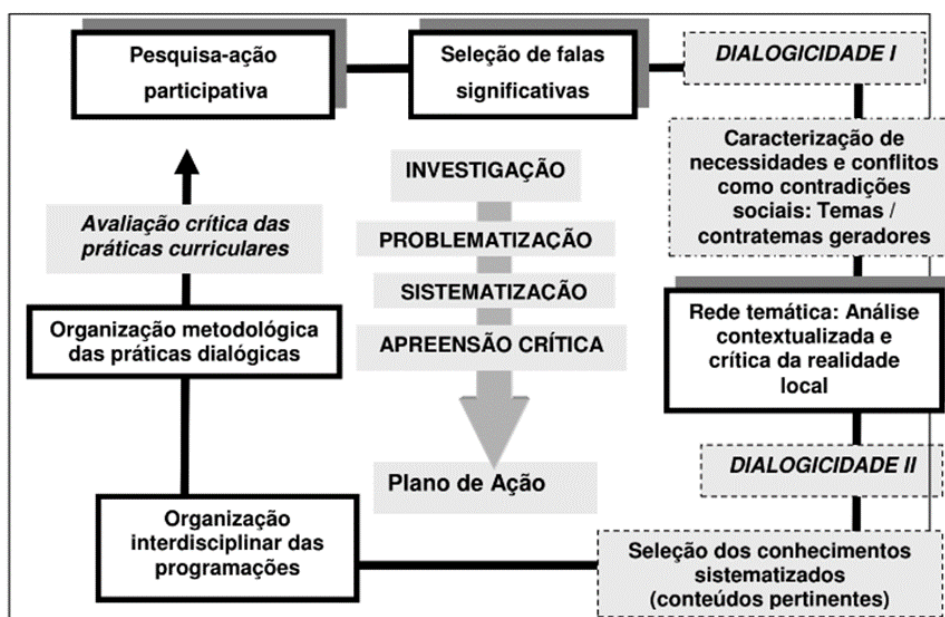 Pesquisa-ação
participativa
Seleção de falas
significativas
DIALOGICIDADE I
Caracterização de
necessidades e conflitos
como contradições
sociais: Temas /
contratemas geradores
Rede temática: Análise
contextualizada e
crítica da realidade
local
DIALOGICIDADE II
Seleção dos conhecimentos
sistematizados
(conteúdos pertinentes)
Organização
interdisciplinar das
programações
Organização metodológica
das práticas dialógicas
Avaliação crítica das
práticas curriculares
INVESTIGAÇÃO
PROBLEMATIZAÇÃO
SISTEMATIZAÇÃO
APREENSÃO CRÍTICA
Plano de Ação